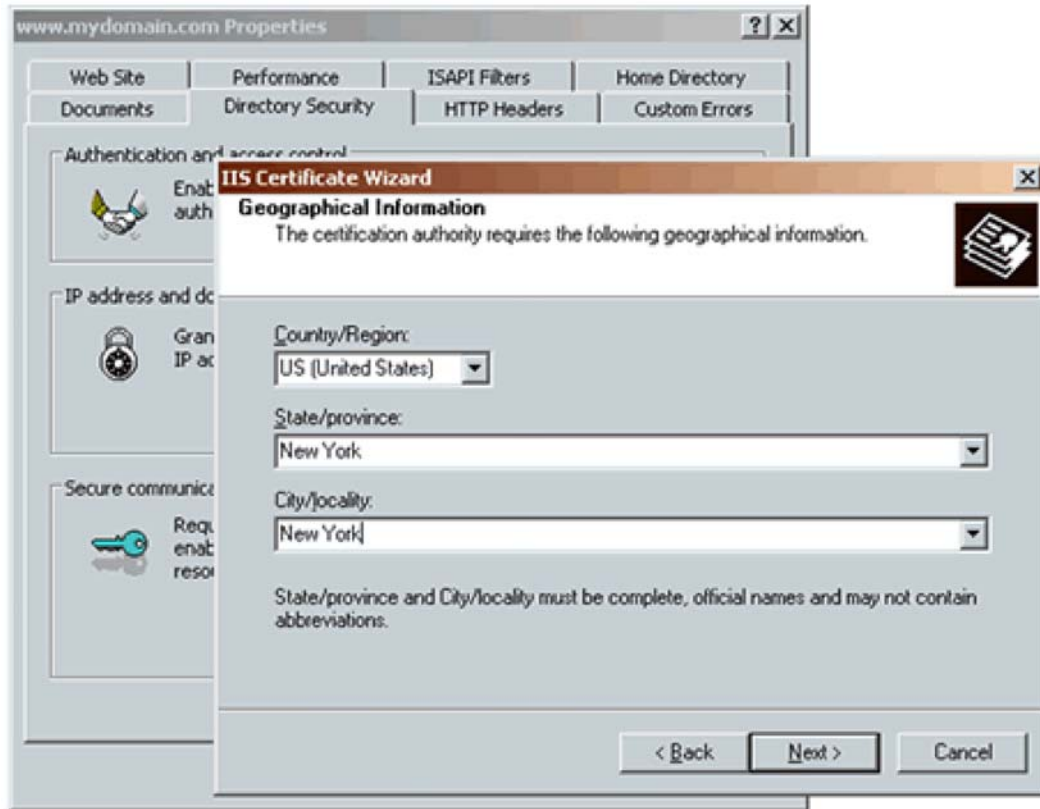 www.mydomain.com Properties
Web Site Performance ISAPI Filters Home Directory
Documents Directory Security HTTP Headers Custom Errors
Authentication and access control
Enab
auth
IIS Certificate Wizard
Geographical Information
The certification authority requires the following geographical information.
IP address and do
Gran
IP ac
Country/Region:
US (United States)
State/province:
New York
Secure communica
City/locality:
New York
Requ
enab
resou
State/province and City/locality must be complete, official names and may not contain
abbreviations.
< Back Next > Cancel